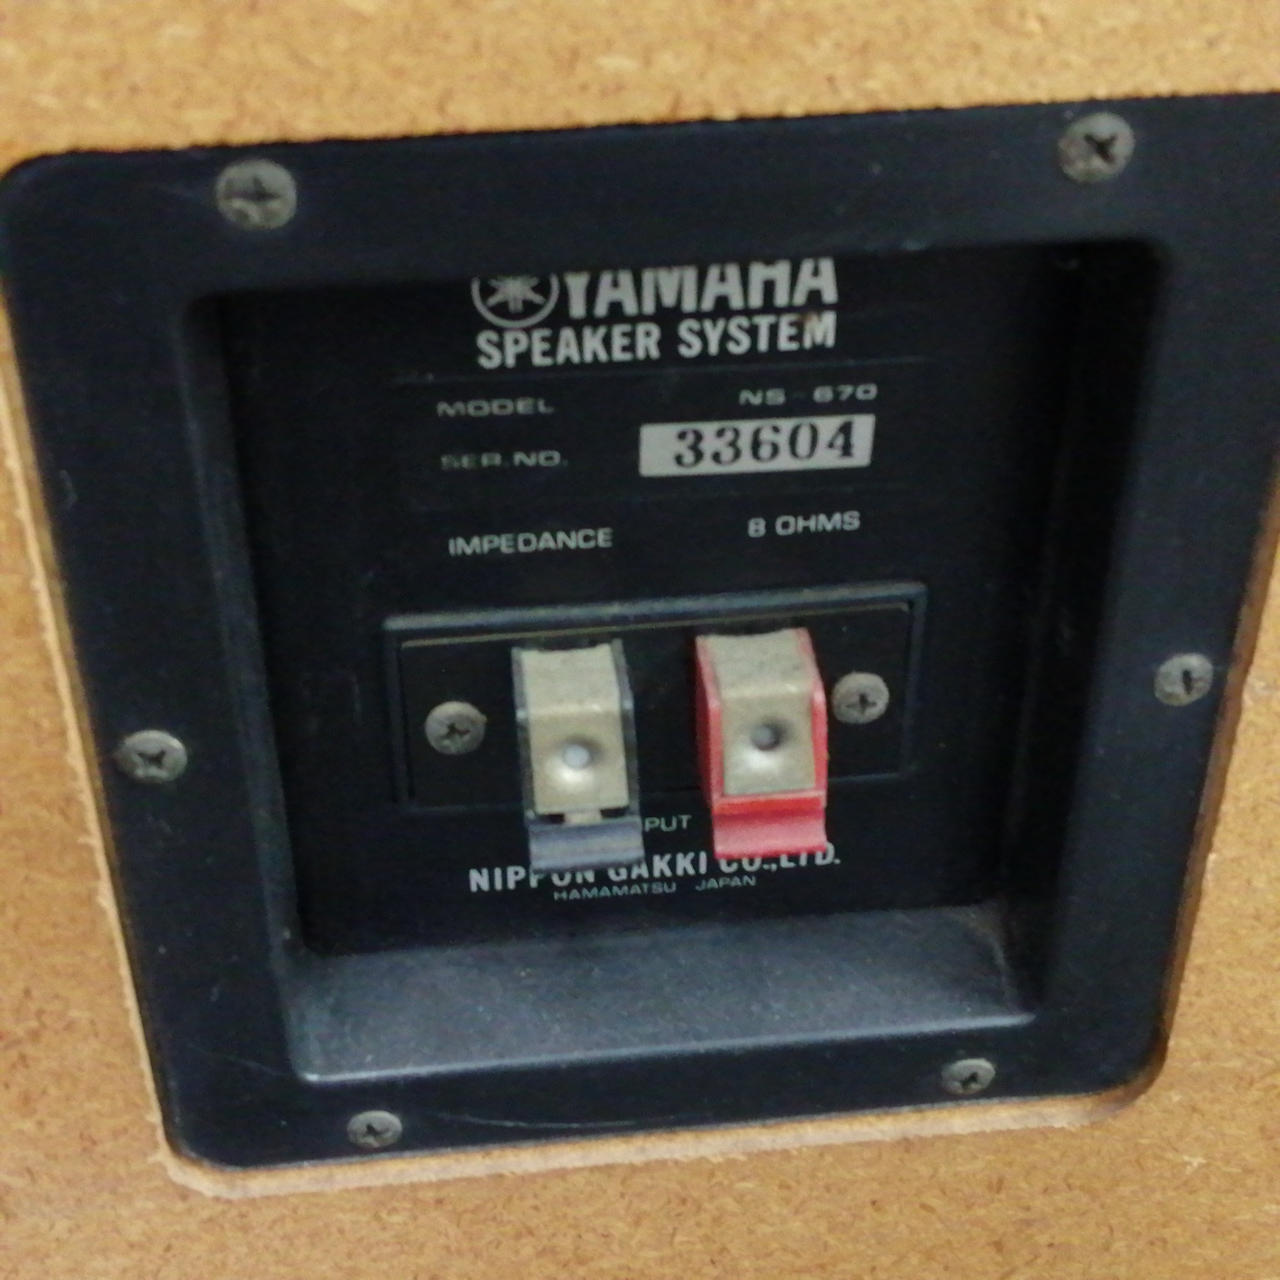 YAMAHA
SPEAKER SYSTEM
MODEL NS-670
SER.NO. 33604
IMPEDANCE 8 OHMS
PUT
NIPPON GAKKI CO.,LTD.
HAMAMATSU JAPAN